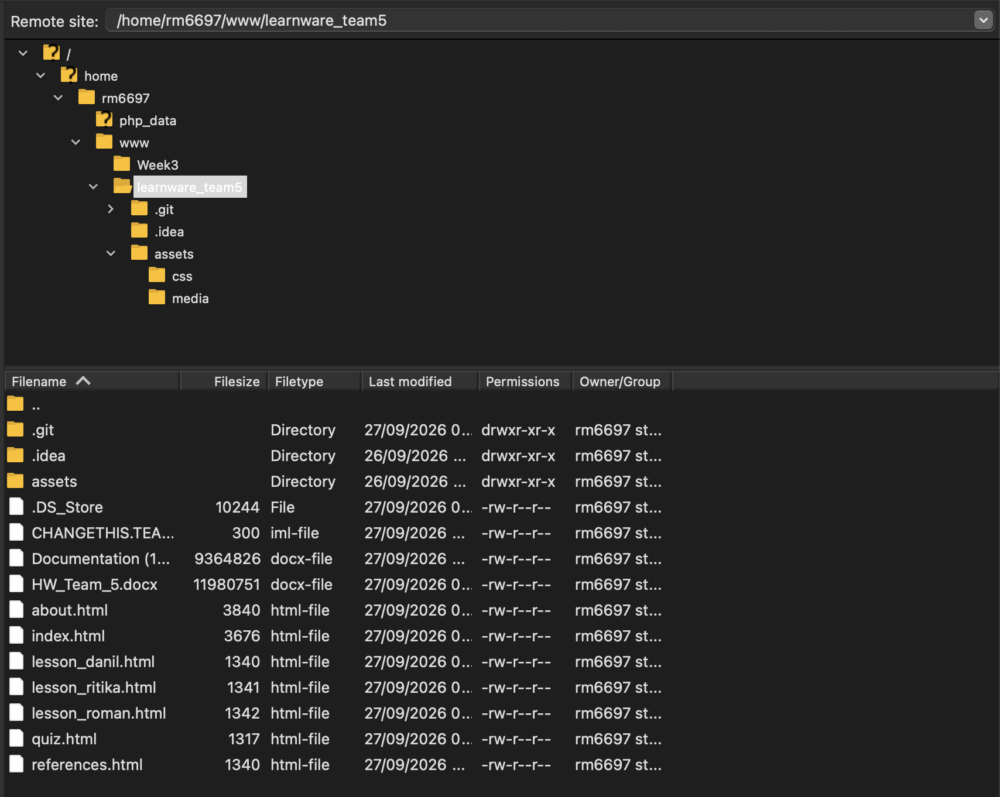 Remote site: /home/rm6697/www/learnware_team5
/
home
rm6697
php_data
www
Week3
learnware_team5
.git
.idea
assets
css
media
Filename Filesize Filetype Last modified Permissions Owner/Group
..
.git Directory 27/09/2026 0... drwxr-xr-x rm6697 st...
.idea Directory 26/09/2026 ... drwxr-xr-x rm6697 st...
assets Directory 26/09/2026 ... drwxr-xr-x rm6697 st...
.DS_Store 10244 File 27/09/2026 0... -rw-r--r-- rm6697 st...
CHANGETHIS.TEA... 300 iml-file 27/09/2026 ... -rw-r--r-- rm6697 st...
Documentation (1... 9364826 docx-file 27/09/2026 ... -rw-r--r-- rm6697 st...
HW_Team_5.docx 11980751 docx-file 27/09/2026 0... -rw-r--r-- rm6697 st...
about.html 3840 html-file 27/09/2026 0... -rw-r--r-- rm6697 st...
index.html 3676 html-file 27/09/2026 0... -rw-r--r-- rm6697 st...
lesson_danil.html 1340 html-file 27/09/2026 0... -rw-r--r-- rm6697 st...
lesson_ritika.html 1341 html-file 27/09/2026 0... -rw-r--r-- rm6697 st...
lesson_roman.html 1342 html-file 27/09/2026 0... -rw-r--r-- rm6697 st...
quiz.html 1317 html-file 27/09/2026 0... -rw-r--r-- rm6697 st...
references.html 1340 html-file 27/09/2026 ... -rw-r--r-- rm6697 st...